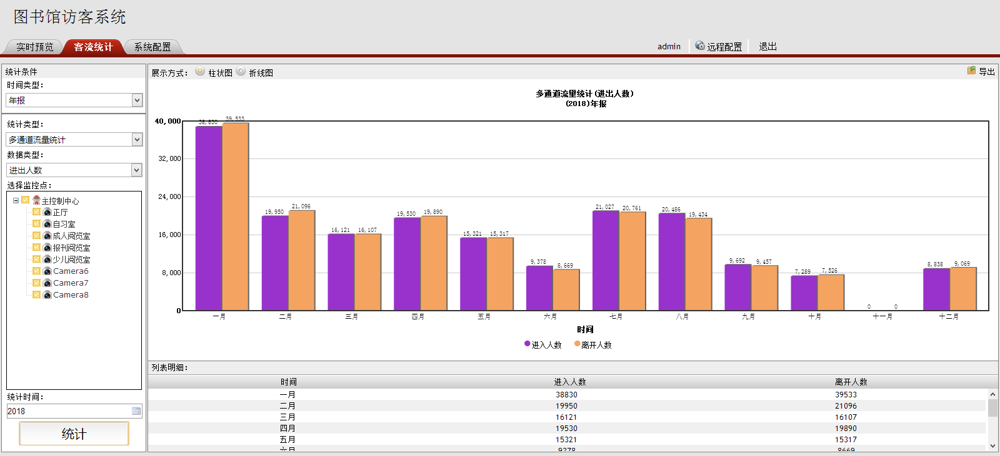 图书馆访客系统
实时预览 客流统计 系统配置 admin 远程配置 退出
统计条件
时间类型：
年报
统计类型：
多通道流量统计
数据类型：
进出人数
选择监控点：
主控制中心
正厅
自习室
成人阅览室
报刊阅览室
少儿阅览室
Camera6
Camera7
Camera8
统计时间：
2018
统计
展示方式： 柱状图 折线图 导出
多通道流量统计(进出人数)
(2018)年报
40,000
32,000
24,000
16,000
8,000
0
38,830 39,533
19,950 21,096
16,121 16,107
19,530 19,890
15,321 15,317
9,378 8,669
21,027 20,761
20,486 19,434
9,692 9,457
7,289 7,526
0 0
8,838 9,069
一月 二月 三月 四月 五月 六月 七月 八月 九月 十月 十一月 十二月
时间
进入人数 离开人数
列表明细：
时间 进入人数 离开人数
一月 38830 39533
二月 19950 21096
三月 16121 16107
四月 19530 19890
五月 15321 15317
六月 9378 8669